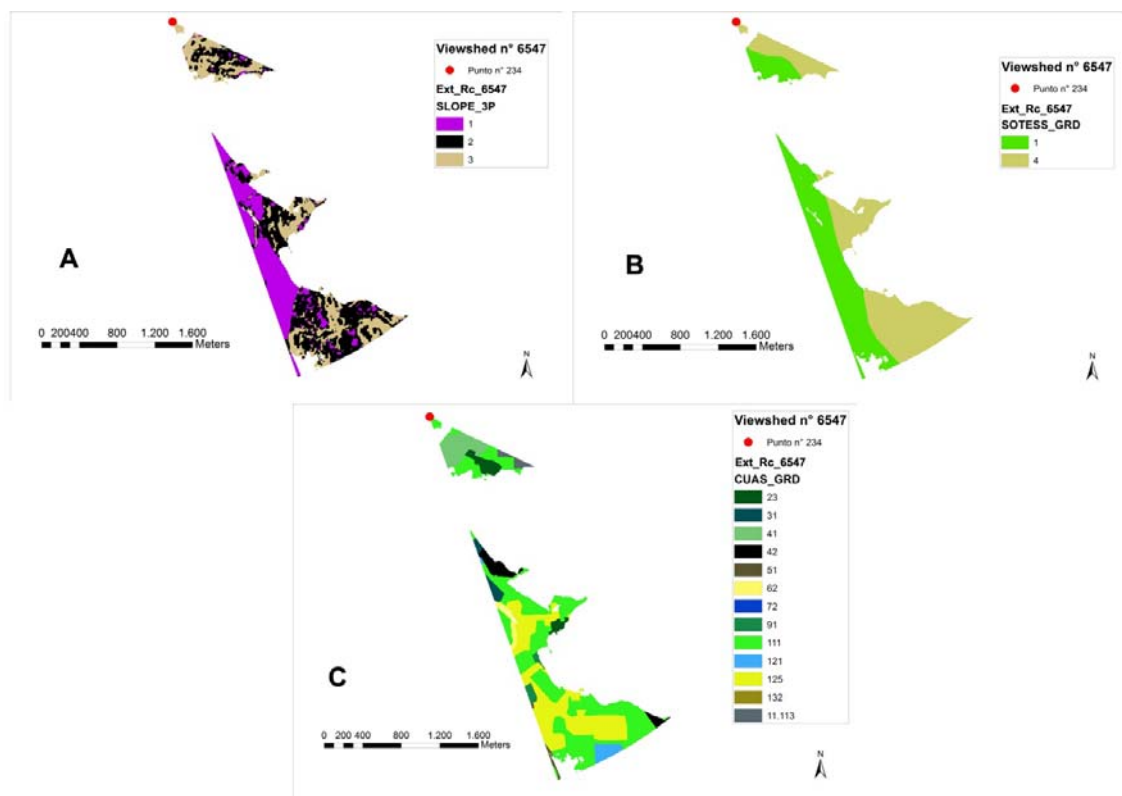 Viewshed n° 6547
Punto n° 234
Ext_Rc_6547
SLOPE_3P
1
2
3
A
0 200400 800 1.200 1.600
Meters
N
Viewshed n° 6547
Punto n° 234
Ext_Rc_6547
SOTESS_GRD
1
4
B
0 200400 800 1.200 1.600
Meters
N
Viewshed n° 6547
Punto n° 234
Ext_Rc_6547
CUAS_GRD
23
31
41
42
51
62
72
91
111
121
125
132
11.113
C
0 200 400 800 1.200 1.600
Meters
N